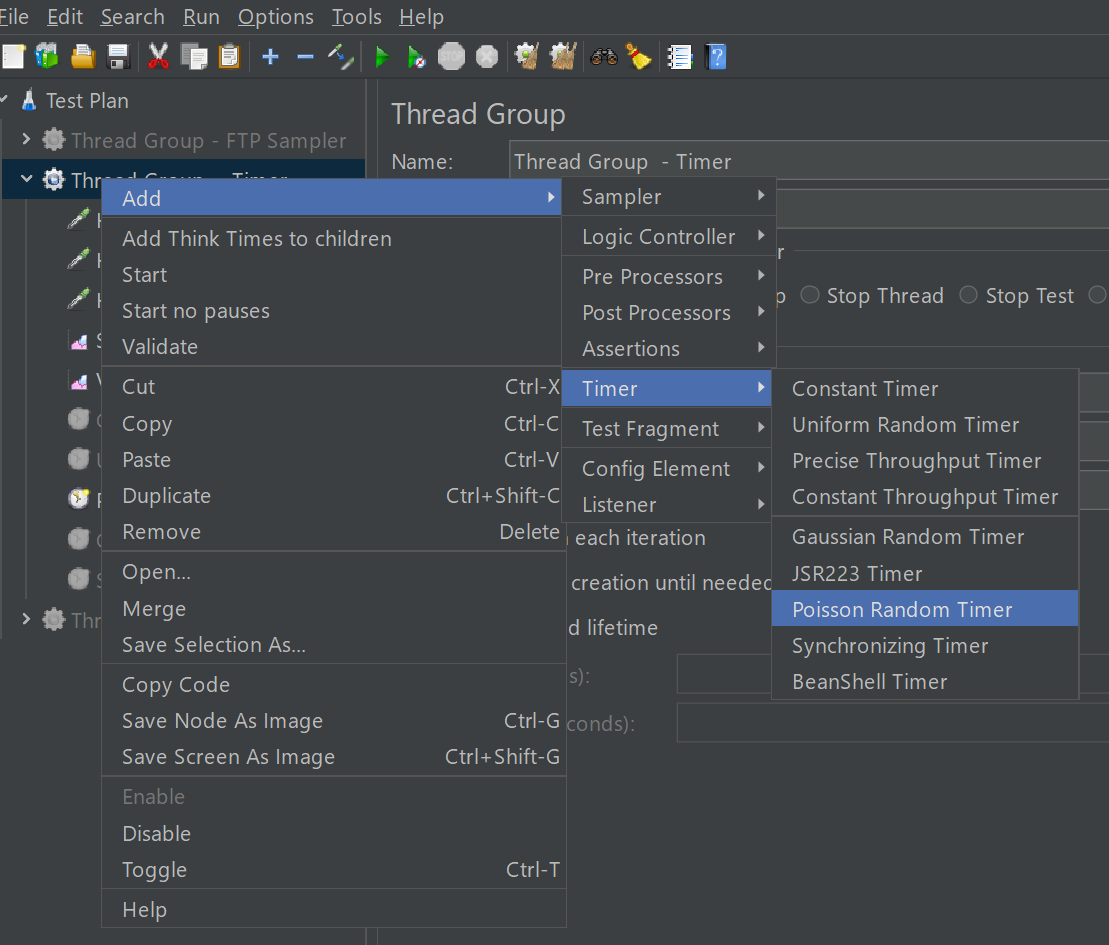 File Edit Search Run Options Tools Help
STOP
Test Plan
Thread Group - FTP Sampler
Thread Group - Timer
Thr
Thread Group
Name: Thread Group - Timer
Stop Thread
Stop Test
Add
Add Think Times to children
Start
Start no pauses
Validate
Cut Ctrl-X
Copy Ctrl-C
Paste Ctrl-V
Duplicate Ctrl+Shift-C
Remove Delete
Open...
Merge
Save Selection As...
Copy Code
Save Node As Image Ctrl-G
Save Screen As Image Ctrl+Shift-G
Enable
Disable
Toggle Ctrl-T
Help
Sampler
Logic Controller
Pre Processors
Post Processors
Assertions
Timer
Test Fragment
Config Element
Listener
Constant Timer
Uniform Random Timer
Precise Throughput Timer
Constant Throughput Timer
Gaussian Random Timer
JSR223 Timer
Poisson Random Timer
Synchronizing Timer
BeanShell Timer
each iteration
creation until needed
d lifetime
s):
conds):